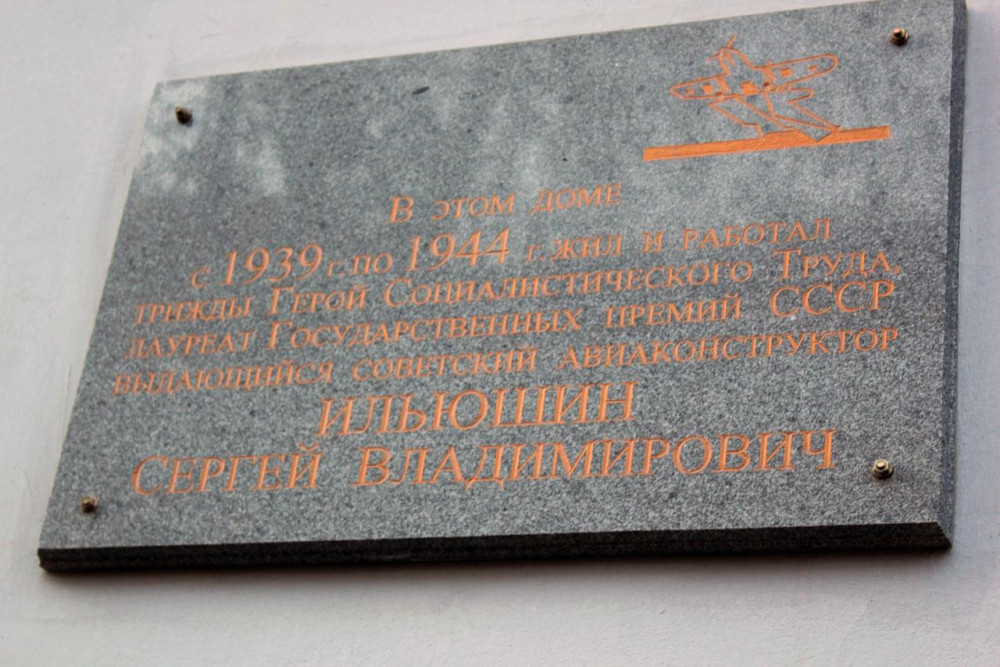 В ЭТОМ ДОМЕ
С 1939 Г. ПО 1944 Г. ЖИЛ И РАБОТАЛ
ТРИЖДЫ ГЕРОЙ СОЦИАЛИСТИЧЕСКОГО ТРУДА,
ЛАУРЕАТ ГОСУДАРСТВЕННЫХ ПРЕМИЙ СССР
ВЫДАЮЩИЙСЯ СОВЕТСКИЙ АВИАКОНСТРУКТОР
ИЛЬЮШИН
СЕРГЕЙ ВЛАДИМИРОВИЧ